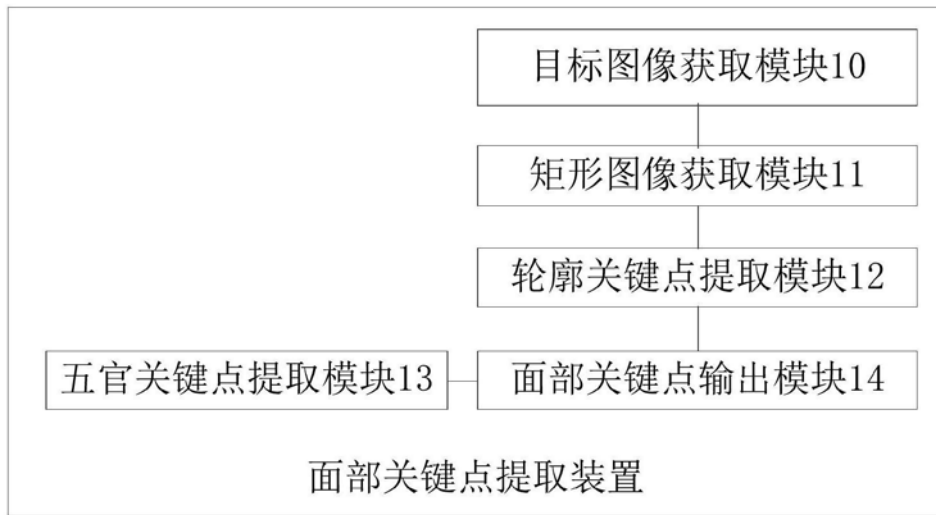 目标图像获取模块10
矩形图像获取模块11
轮廓关键点提取模块12
五官关键点提取模块13
面部关键点输出模块14
面部关键点提取装置